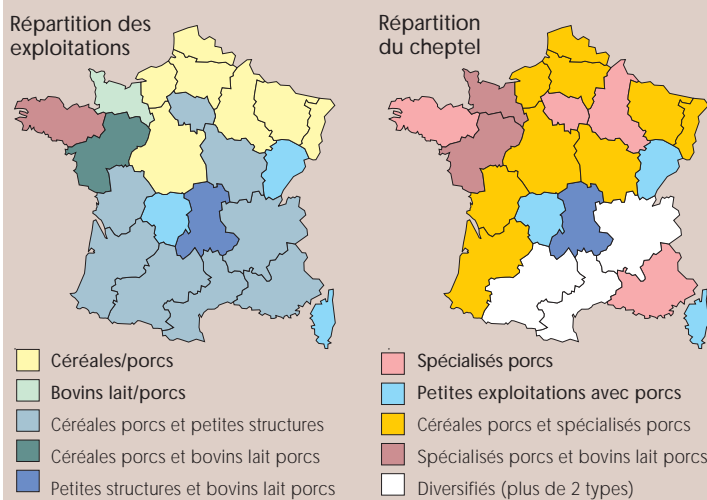 Répartition des
exploitations
Céréales/porcs
Bovins lait/porcs
Céréales porcs et petites structures
Céréales porcs et bovins lait porcs
Petites structures et bovins lait porcs
Répartition
du cheptel
Spécialisés porcs
Petites exploitations avec porcs
Céréales porcs et spécialisés porcs
Spécialisés porcs et bovins lait porcs
Diversifiés (plus de 2 types)